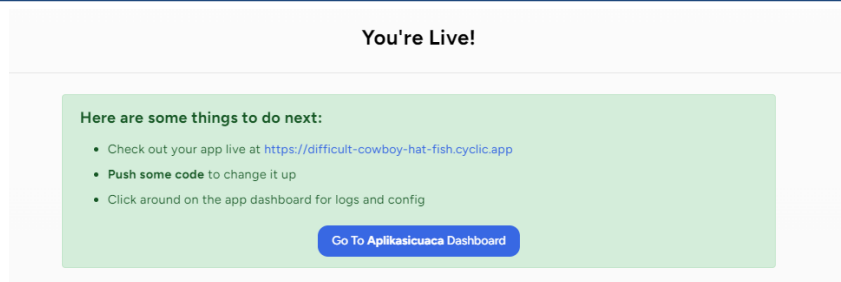 You're Live!
Here are some things to do next:
Check out your app live at https://difficult-cowboy-hat-fish.cyclic.app
Push some code to change it up
Click around on the app dashboard for logs and config
Go To Aplikasicuaca Dashboard